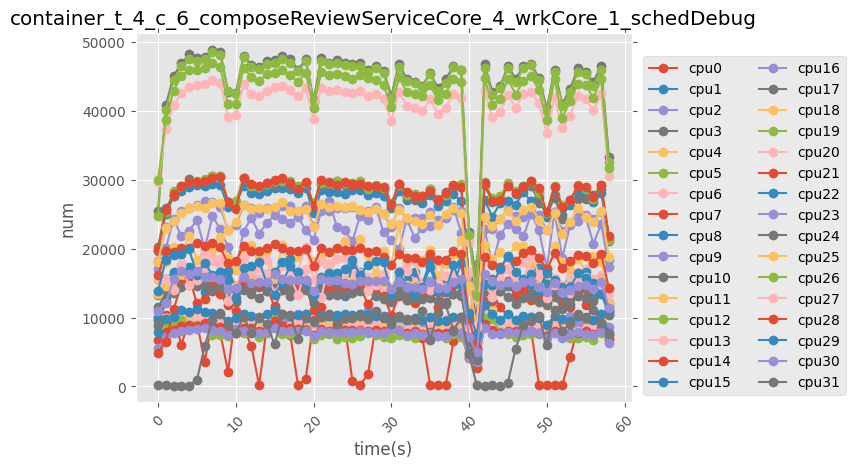 container_t_4_c_6_composeReviewServiceCore_4_wrkCore_1_schedDebug
num
50000
40000
30000
20000
10000
0
0 10 20 30 40 50 60
time(s)
cpu0 cpu16
cpu1 cpu17
cpu2 cpu18
cpu3 cpu19
cpu4 cpu20
cpu5 cpu21
cpu6 cpu22
cpu7 cpu23
cpu8 cpu24
cpu9 cpu25
cpu10 cpu26
cpu11 cpu27
cpu12 cpu28
cpu13 cpu29
cpu14 cpu30
cpu15 cpu31